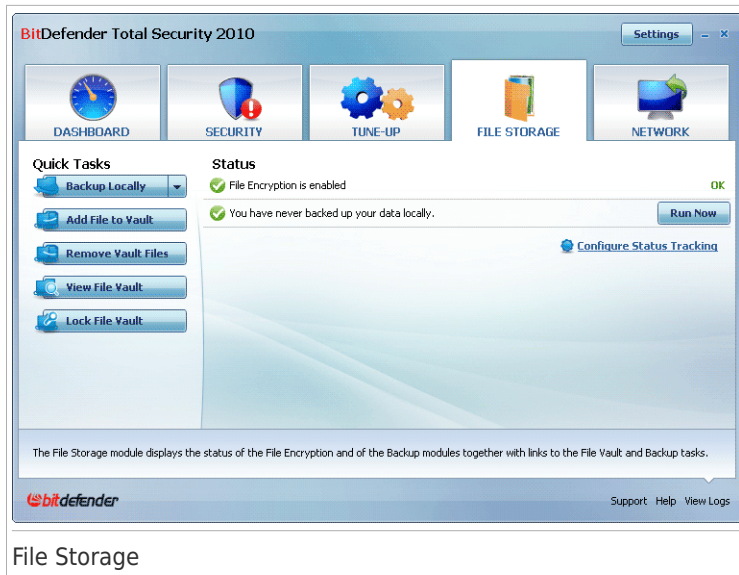 BitDefender Total Security 2010
Settings
DASHBOARD
SECURITY
TUNE-UP
FILE STORAGE
NETWORK
Quick Tasks
Backup Locally
Add File to Vault
Remove Vault Files
View File Vault
Lock File Vault
Status
File Encryption is enabled
OK
You have never backed up your data locally.
Run Now
Configure Status Tracking
The File Storage module displays the status of the File Encryption and of the Backup modules together with links to the File Vault and Backup tasks.
bitdefender
Support Help View Logs
File Storage